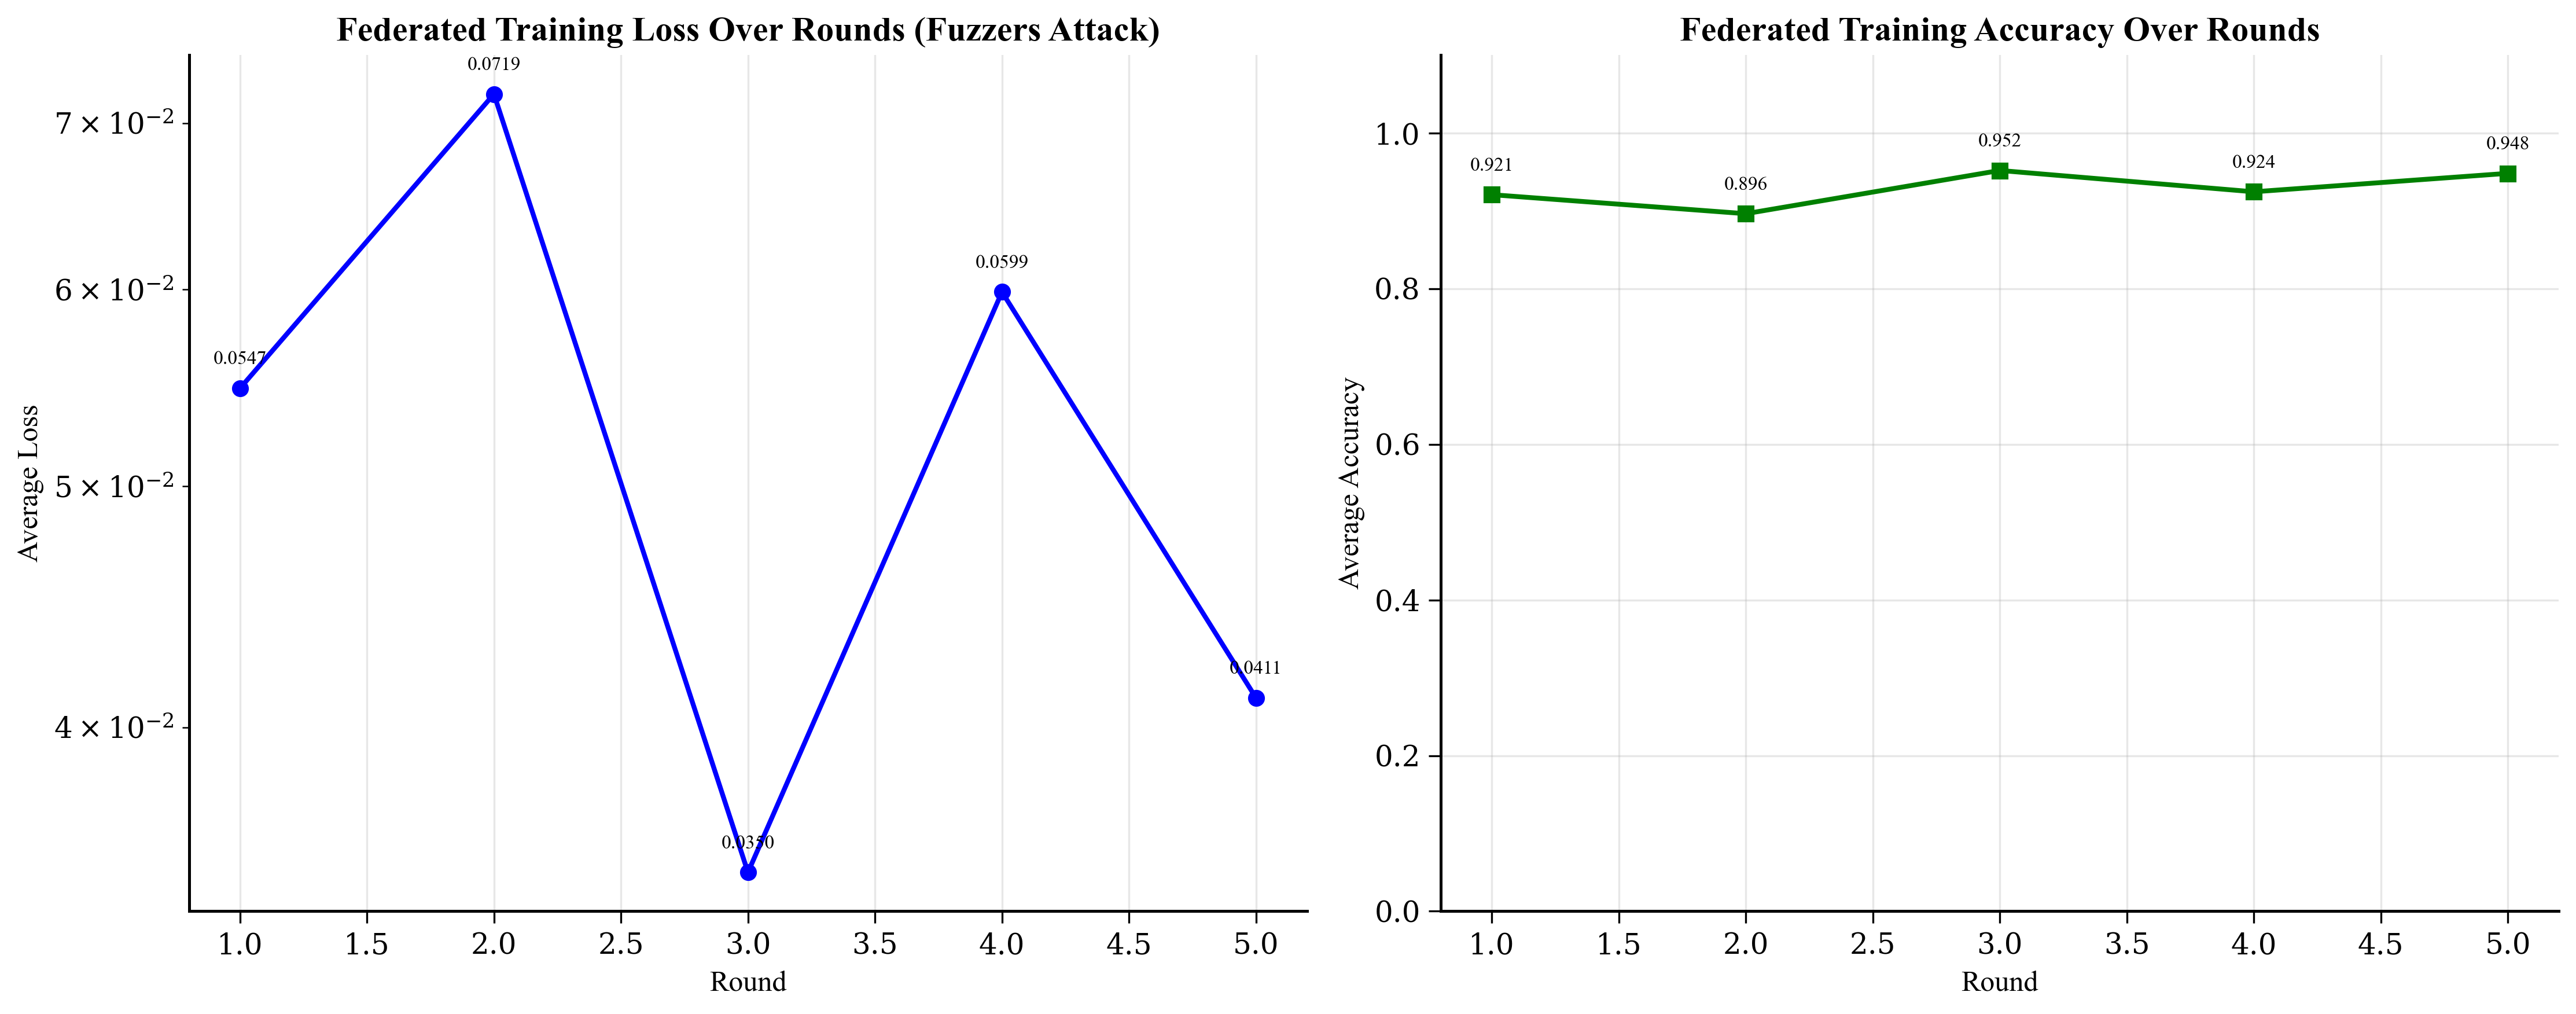 Federated Training Loss Over Rounds (Fuzzers Attack)
Average Loss
7 × 10⁻²
6 × 10⁻²
5 × 10⁻²
4 × 10⁻²
0.0547
0.0719
0.0350
0.0599
0.0411
1.0 1.5 2.0 2.5 3.0 3.5 4.0 4.5 5.0
Round
Federated Training Accuracy Over Rounds
Average Accuracy
1.0
0.8
0.6
0.4
0.2
0.0
0.921
0.896
0.952
0.924
0.948
1.0 1.5 2.0 2.5 3.0 3.5 4.0 4.5 5.0
Round